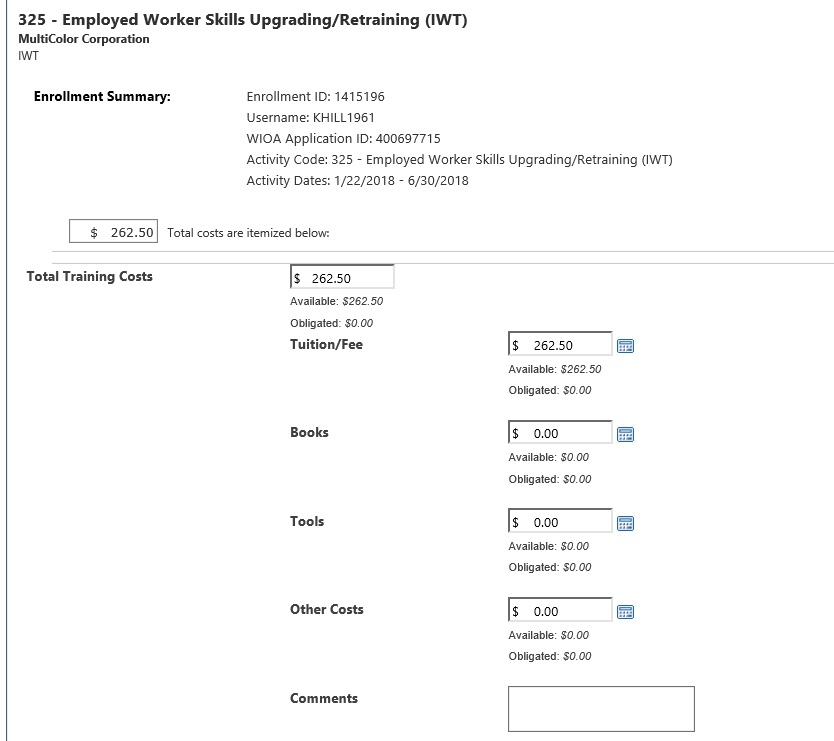 325 - Employed Worker Skills Upgrading/Retraining (IWT)
MultiColor Corporation
IWT
Enrollment Summary:
Enrollment ID: 1415196
Username: KHILL1961
WIOA Application ID: 400697715
Activity Code: 325 - Employed Worker Skills Upgrading/Retraining (IWT)
Activity Dates: 1/22/2018 - 6/30/2018
$ 262.50 Total costs are itemized below:
Total Training Costs $ 262.50
Available: $262.50
Obligated: $0.00
Tuition/Fee $ 262.50
Available: $262.50
Obligated: $0.00
Books $ 0.00
Available: $0.00
Obligated: $0.00
Tools $ 0.00
Available: $0.00
Obligated: $0.00
Other Costs $ 0.00
Available: $0.00
Obligated: $0.00
Comments